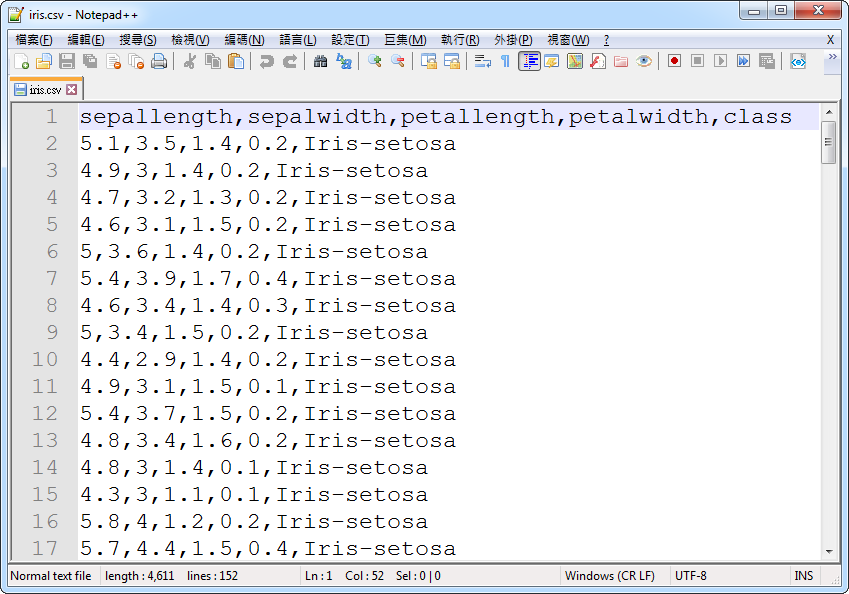 iris.csv - Notepad++
檔案(F) 編輯(E) 搜尋(S) 檢視(V) 編碼(N) 語言(L) 設定(T) 巨集(M) 執行(R) 外掛(P) 視窗(W) ? X
iris.csv
1 sepallength,sepalwidth,petallength,petalwidth,class
2 5.1,3.5,1.4,0.2,Iris-setosa
3 4.9,3,1.4,0.2,Iris-setosa
4 4.7,3.2,1.3,0.2,Iris-setosa
5 4.6,3.1,1.5,0.2,Iris-setosa
6 5,3.6,1.4,0.2,Iris-setosa
7 5.4,3.9,1.7,0.4,Iris-setosa
8 4.6,3.4,1.4,0.3,Iris-setosa
9 5,3.4,1.5,0.2,Iris-setosa
10 4.4,2.9,1.4,0.2,Iris-setosa
11 4.9,3.1,1.5,0.1,Iris-setosa
12 5.4,3.7,1.5,0.2,Iris-setosa
13 4.8,3.4,1.6,0.2,Iris-setosa
14 4.8,3,1.4,0.1,Iris-setosa
15 4.3,3,1.1,0.1,Iris-setosa
16 5.8,4,1.2,0.2,Iris-setosa
17 5.7,4.4,1.5,0.4,Iris-setosa
Normal text file length : 4,611 lines : 152 Ln : 1 Col : 52 Sel : 0 | 0 Windows (CR LF) UTF-8 INS